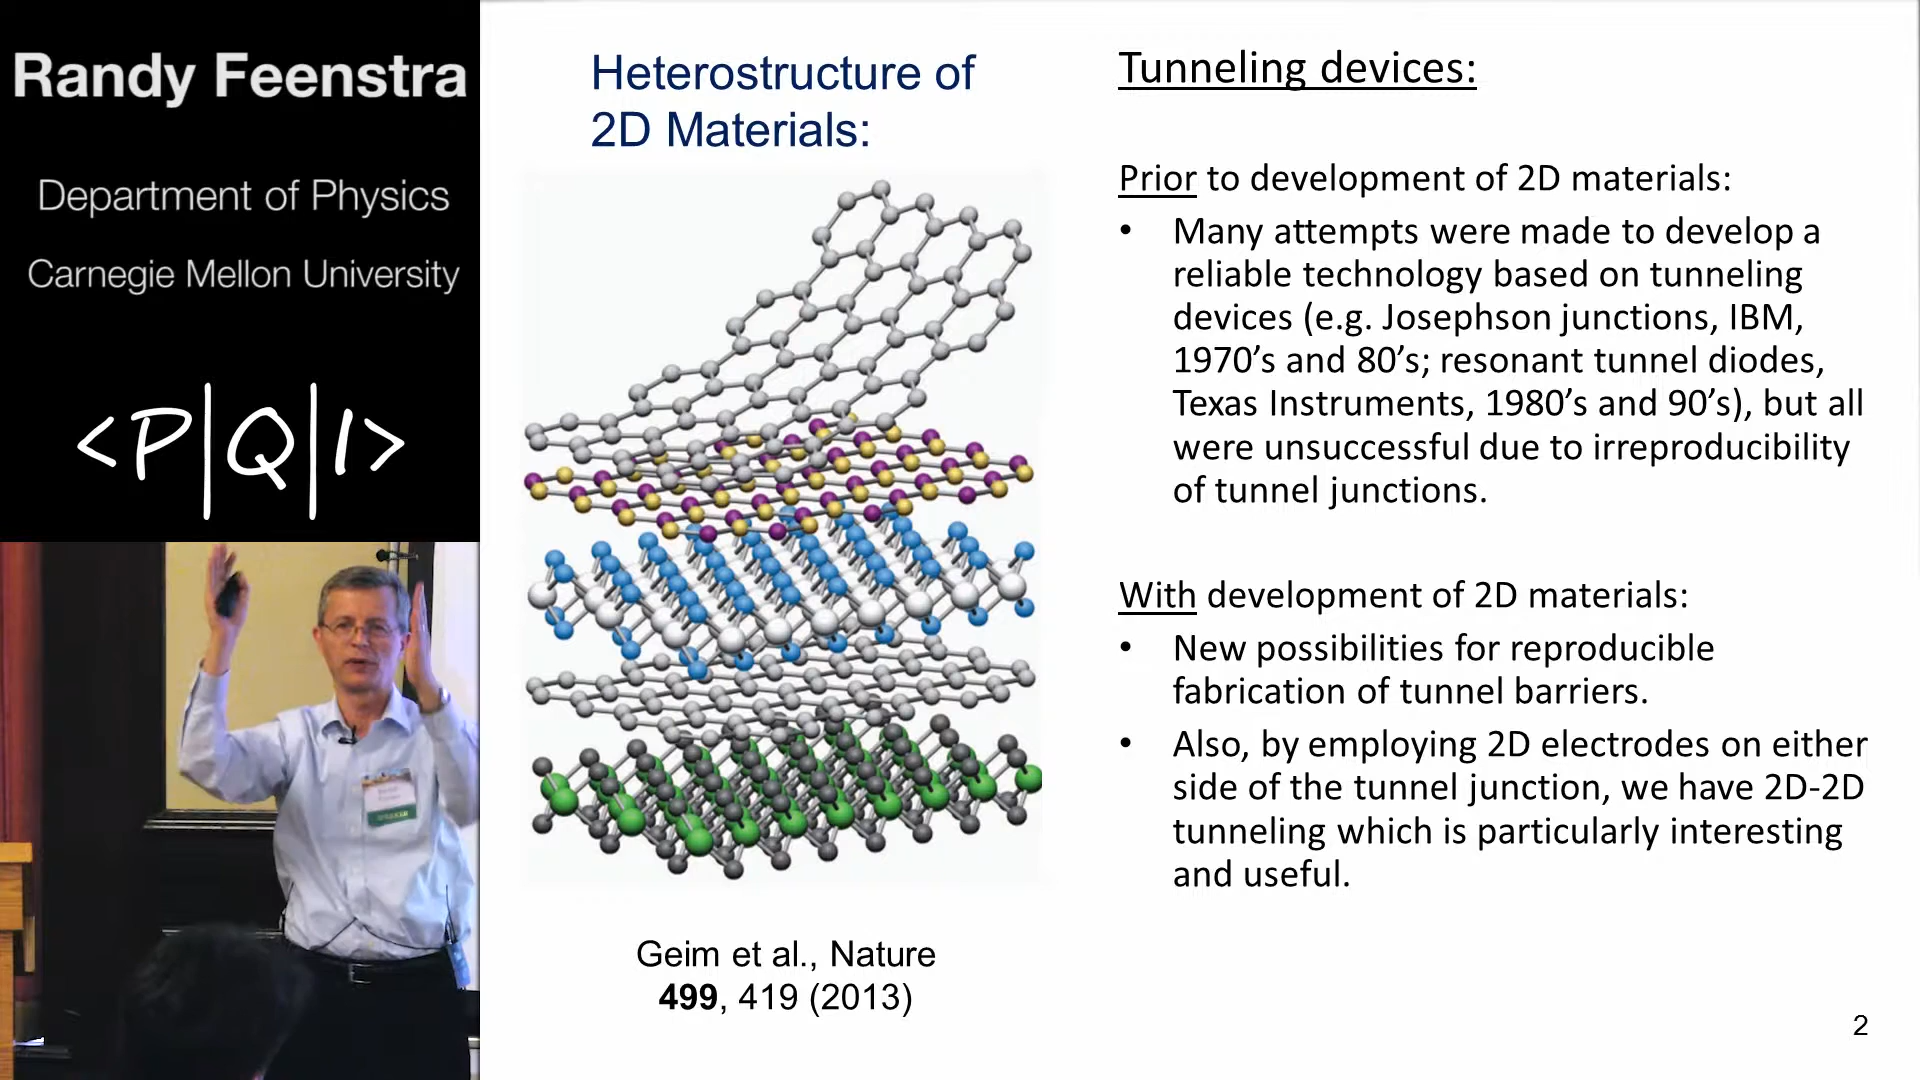 Randy Feenstra
Department of Physics
Carnegie Mellon University
<P|Q|I>
Heterostructure of
2D Materials:
Geim et al., Nature
499, 419 (2013)
Tunneling devices:
Prior to development of 2D materials:
• Many attempts were made to develop a
reliable technology based on tunneling
devices (e.g. Josephson junctions, IBM,
1970’s and 80’s; resonant tunnel diodes,
Texas Instruments, 1980’s and 90’s), but all
were unsuccessful due to irreproducibility
of tunnel junctions.
With development of 2D materials:
• New possibilities for reproducible
fabrication of tunnel barriers.
• Also, by employing 2D electrodes on either
side of the tunnel junction, we have 2D-2D
tunneling which is particularly interesting
and useful.
2